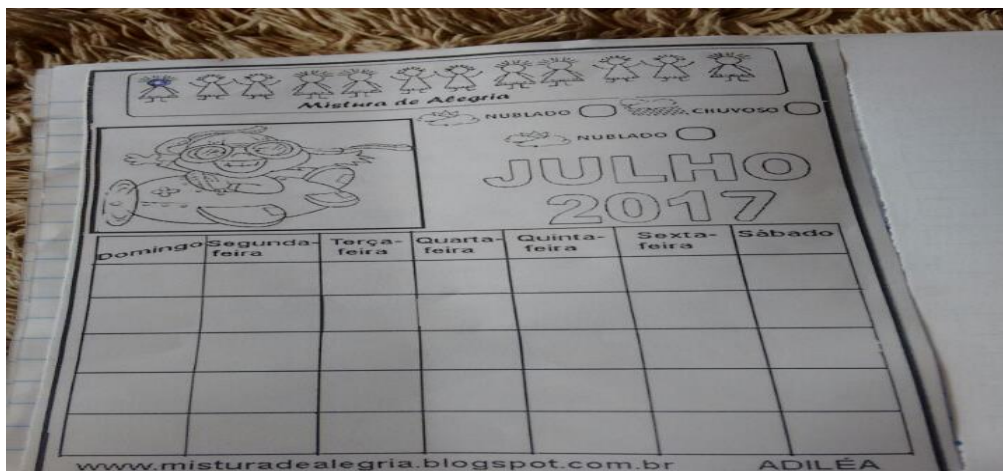 Mistura de Alegria
NUBLADO CHUVOSO
NUBLADO
JULHO
2017
Domingo Segunda-feira Terça-feira Quarta-feira Quinta-feira Sexta-feira Sábado
www.misturadealegria.blogspot.com.br ADILÉA